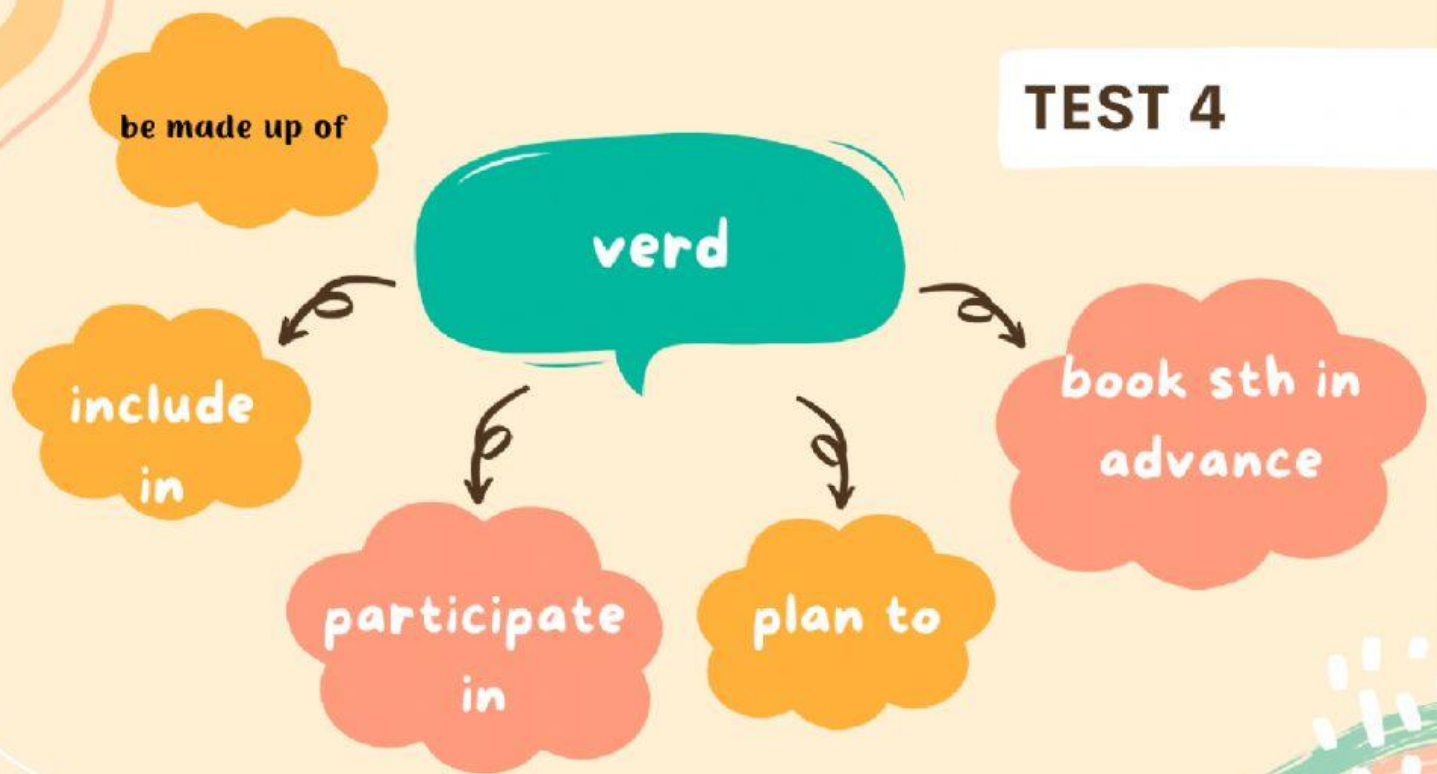 TEST 4
be made up of
verd
include
in
participate
in
plan to
book sth in
advance